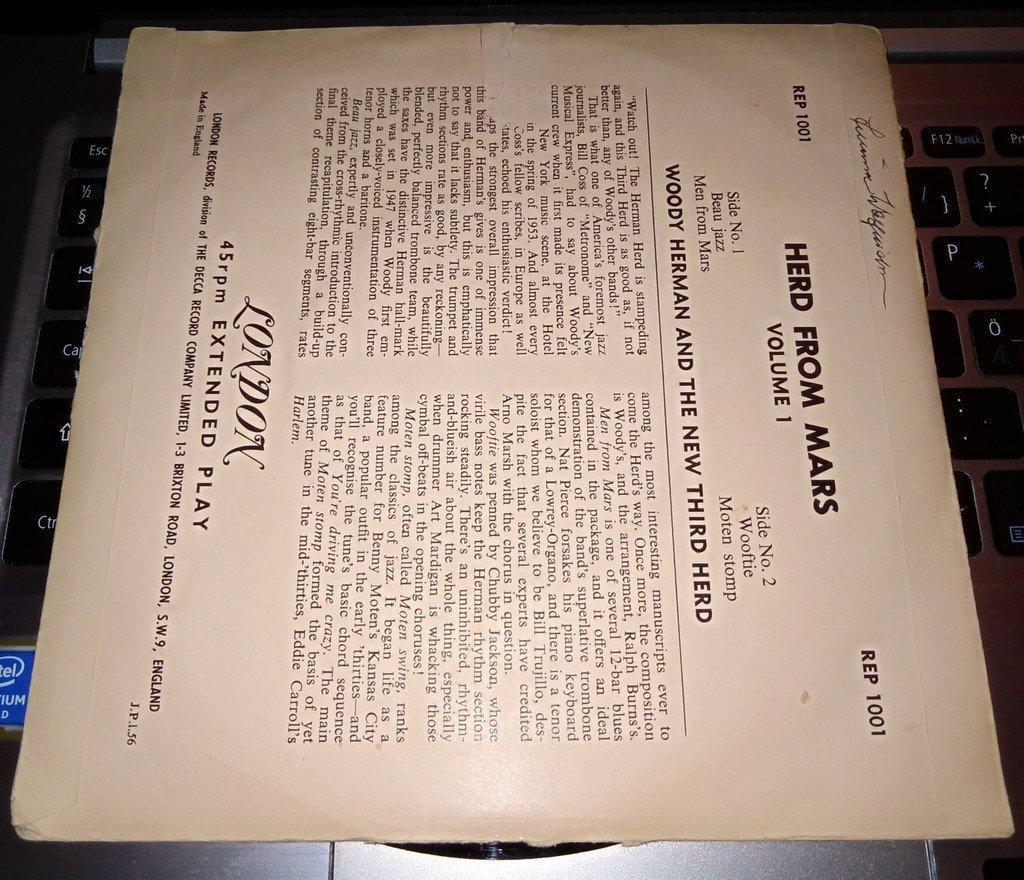 REP 1001
REP 1001
HERD FROM MARS
VOLUME 1
Side No. 1
Beau jazz
Men from Mars
Side No. 2
Wooftie
Moten stomp
WOODY HERMAN AND THE NEW THIRD HERD
"Watch out! The Herman Herd is stampeding
again, and this Third Herd is as good as, if not
better than, any of Woody's other bands!"
That is what one of America's foremost jazz
journalists, Bill Coss of "Metronome" and "New
Musical Express", had to say about Woody's
current crew when it first made its presence felt
New York music scene, at the Hotel
in the spring of 1953. And almost every
Coss's fellow scribes, in Europe as well
tates, echoed his enthusiastic verdict!
aps the strongest overall impression that
this band of Herman's gives is one of immense
power and enthusiasm, but this is emphatically
not to say that it lacks subtlety. The trumpet and
rhythm sections rate as good, by any reckoning—
but even more impressive is the beautifully
blended, perfectly balanced trombone team, while
the saxes have the distinctive Herman hall-mark
which was set in 1947 when Woody first em-
ployed a closely-voiced instrumentation of three
tenor horns and a baritone.
Beau jazz, expertly and unconventionally con-
ceived from the cross-rhythmic introduction to the
final theme recapitulation, through a build-up
section of contrasting eight-bar segments, rates
among the most interesting manuscripts ever to
come the Herd's way. Once more, the composition
is Woody's, and the arrangement, Ralph Burns's.
Men from Mars is one of several 12-bar blues
contained in the package, and it offers an ideal
demonstration of the band's superlative trombone
section. Nat Pierce forsakes his piano keyboard
for that of a Lowrey-Organo, and there is a tenor
soloist whom we believe to be Bill Trujillo, des-
pite the fact that several experts have credited
Arno Marsh with the chorus in question.
Wooftie was penned by Chubby Jackson, whose
virile bass notes keep the Herman rhythm section
rocking steadily. There's an uninhibited, rhythm-
and-blueish air about the whole thing, especially
when drummer Art Mardigan is whacking those
cymbal off-beats in the opening choruses!
Moten stomp, often called Moten swing, ranks
among the classics of jazz. It began life as a
feature number for Benny Moten's Kansas City
band, a popular outfit in the early 'thirties—and
you'll recognise the tune's basic chord sequence
as that of You're driving me crazy. The main
theme of Moten stomp formed the basis of yet
another tune in the mid-'thirties, Eddie Carroll's
Harlem.
LONDON
45 rpm EXTENDED PLAY
LONDON RECORDS, division of THE DECCA RECORD COMPANY LIMITED, 1-3 BRIXTON ROAD, LONDON, S.W.9, ENGLAND
Made in England
J.P.I.56
Esc
½
§
Ctr
F12 NumLk
Pr
?
+
P
*
Ö
Æ
tel
TIUM